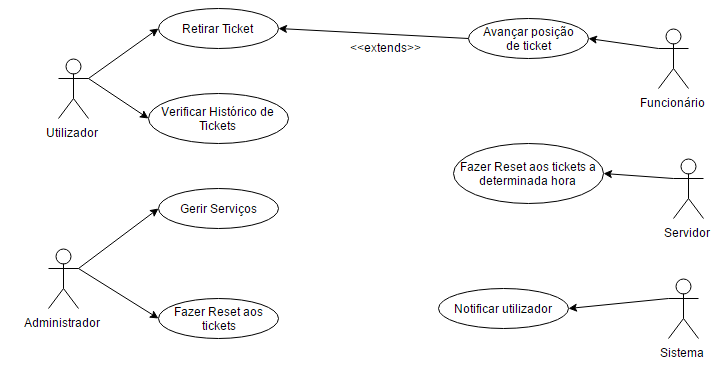 Retirar Ticket
<<extends>>
Avançar posição
de ticket
Funcionário
Utilizador
Verificar Histórico de
Tickets
Fazer Reset aos tickets a
determinada hora
Servidor
Gerir Serviços
Administrador
Fazer Reset aos
tickets
Notificar utilizador
Sistema